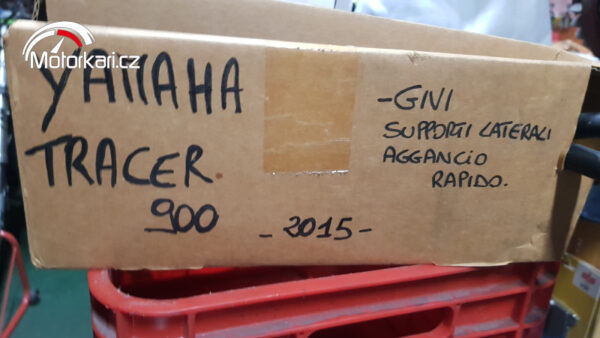 Motorkari.cz
YAMAHA
TRACER.
900
- 2015 -
- GIVI
SUPPORTI LATERALI
AGGANCIO
RAPIDO.